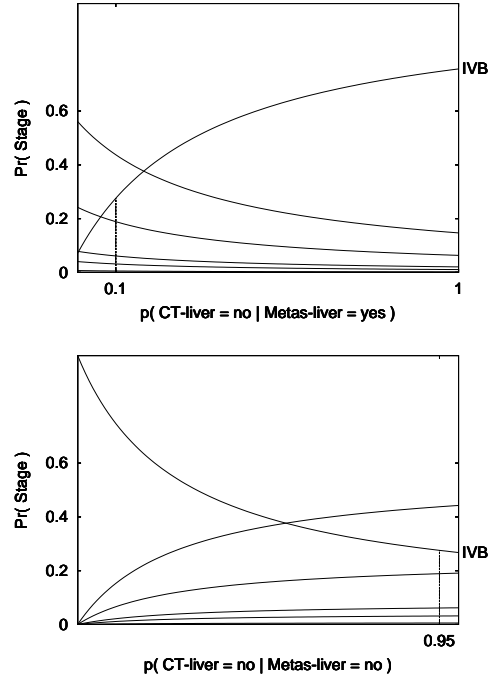 IVB
0.6
0.4
0.2
0
Pr( Stage )
0.1 1
p( CT-liver = no | Metas-liver = yes )
0.6
0.4
0.2
0
Pr( Stage )
IVB
0.95
p( CT-liver = no | Metas-liver = no )